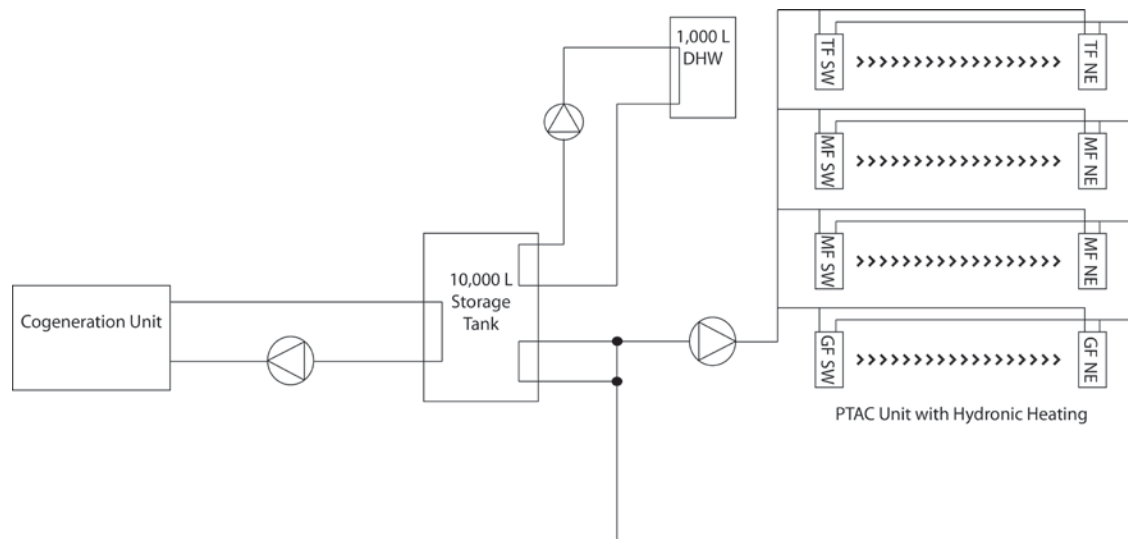 1,000 L
DHW
TF SW
TF NE
MF SW
MF NE
10,000 L
Storage
Tank
MF SW
MF NE
Cogeneration Unit
GF SW
GF NE
PTAC Unit with Hydronic Heating